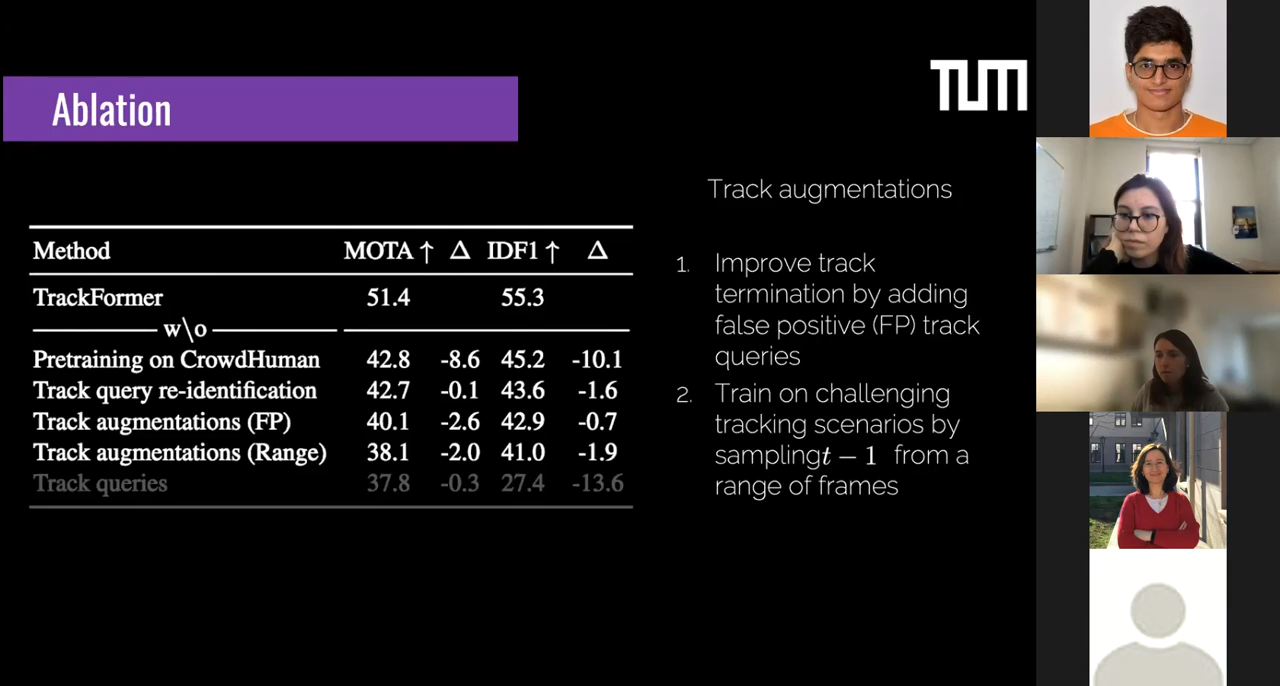 Ablation
TUM
Method MOTA ↑ Δ IDF1 ↑ Δ
TrackFormer 51.4 55.3
w\o
Pretraining on CrowdHuman 42.8 -8.6 45.2 -10.1
Track query re-identification 42.7 -0.1 43.6 -1.6
Track augmentations (FP) 40.1 -2.6 42.9 -0.7
Track augmentations (Range) 38.1 -2.0 41.0 -1.9
Track queries 37.8 -0.3 27.4 -13.6
Track augmentations
1. Improve track
termination by adding
false positive (FP) track
queries
2. Train on challenging
tracking scenarios by
samplingt − 1 from a
range of frames